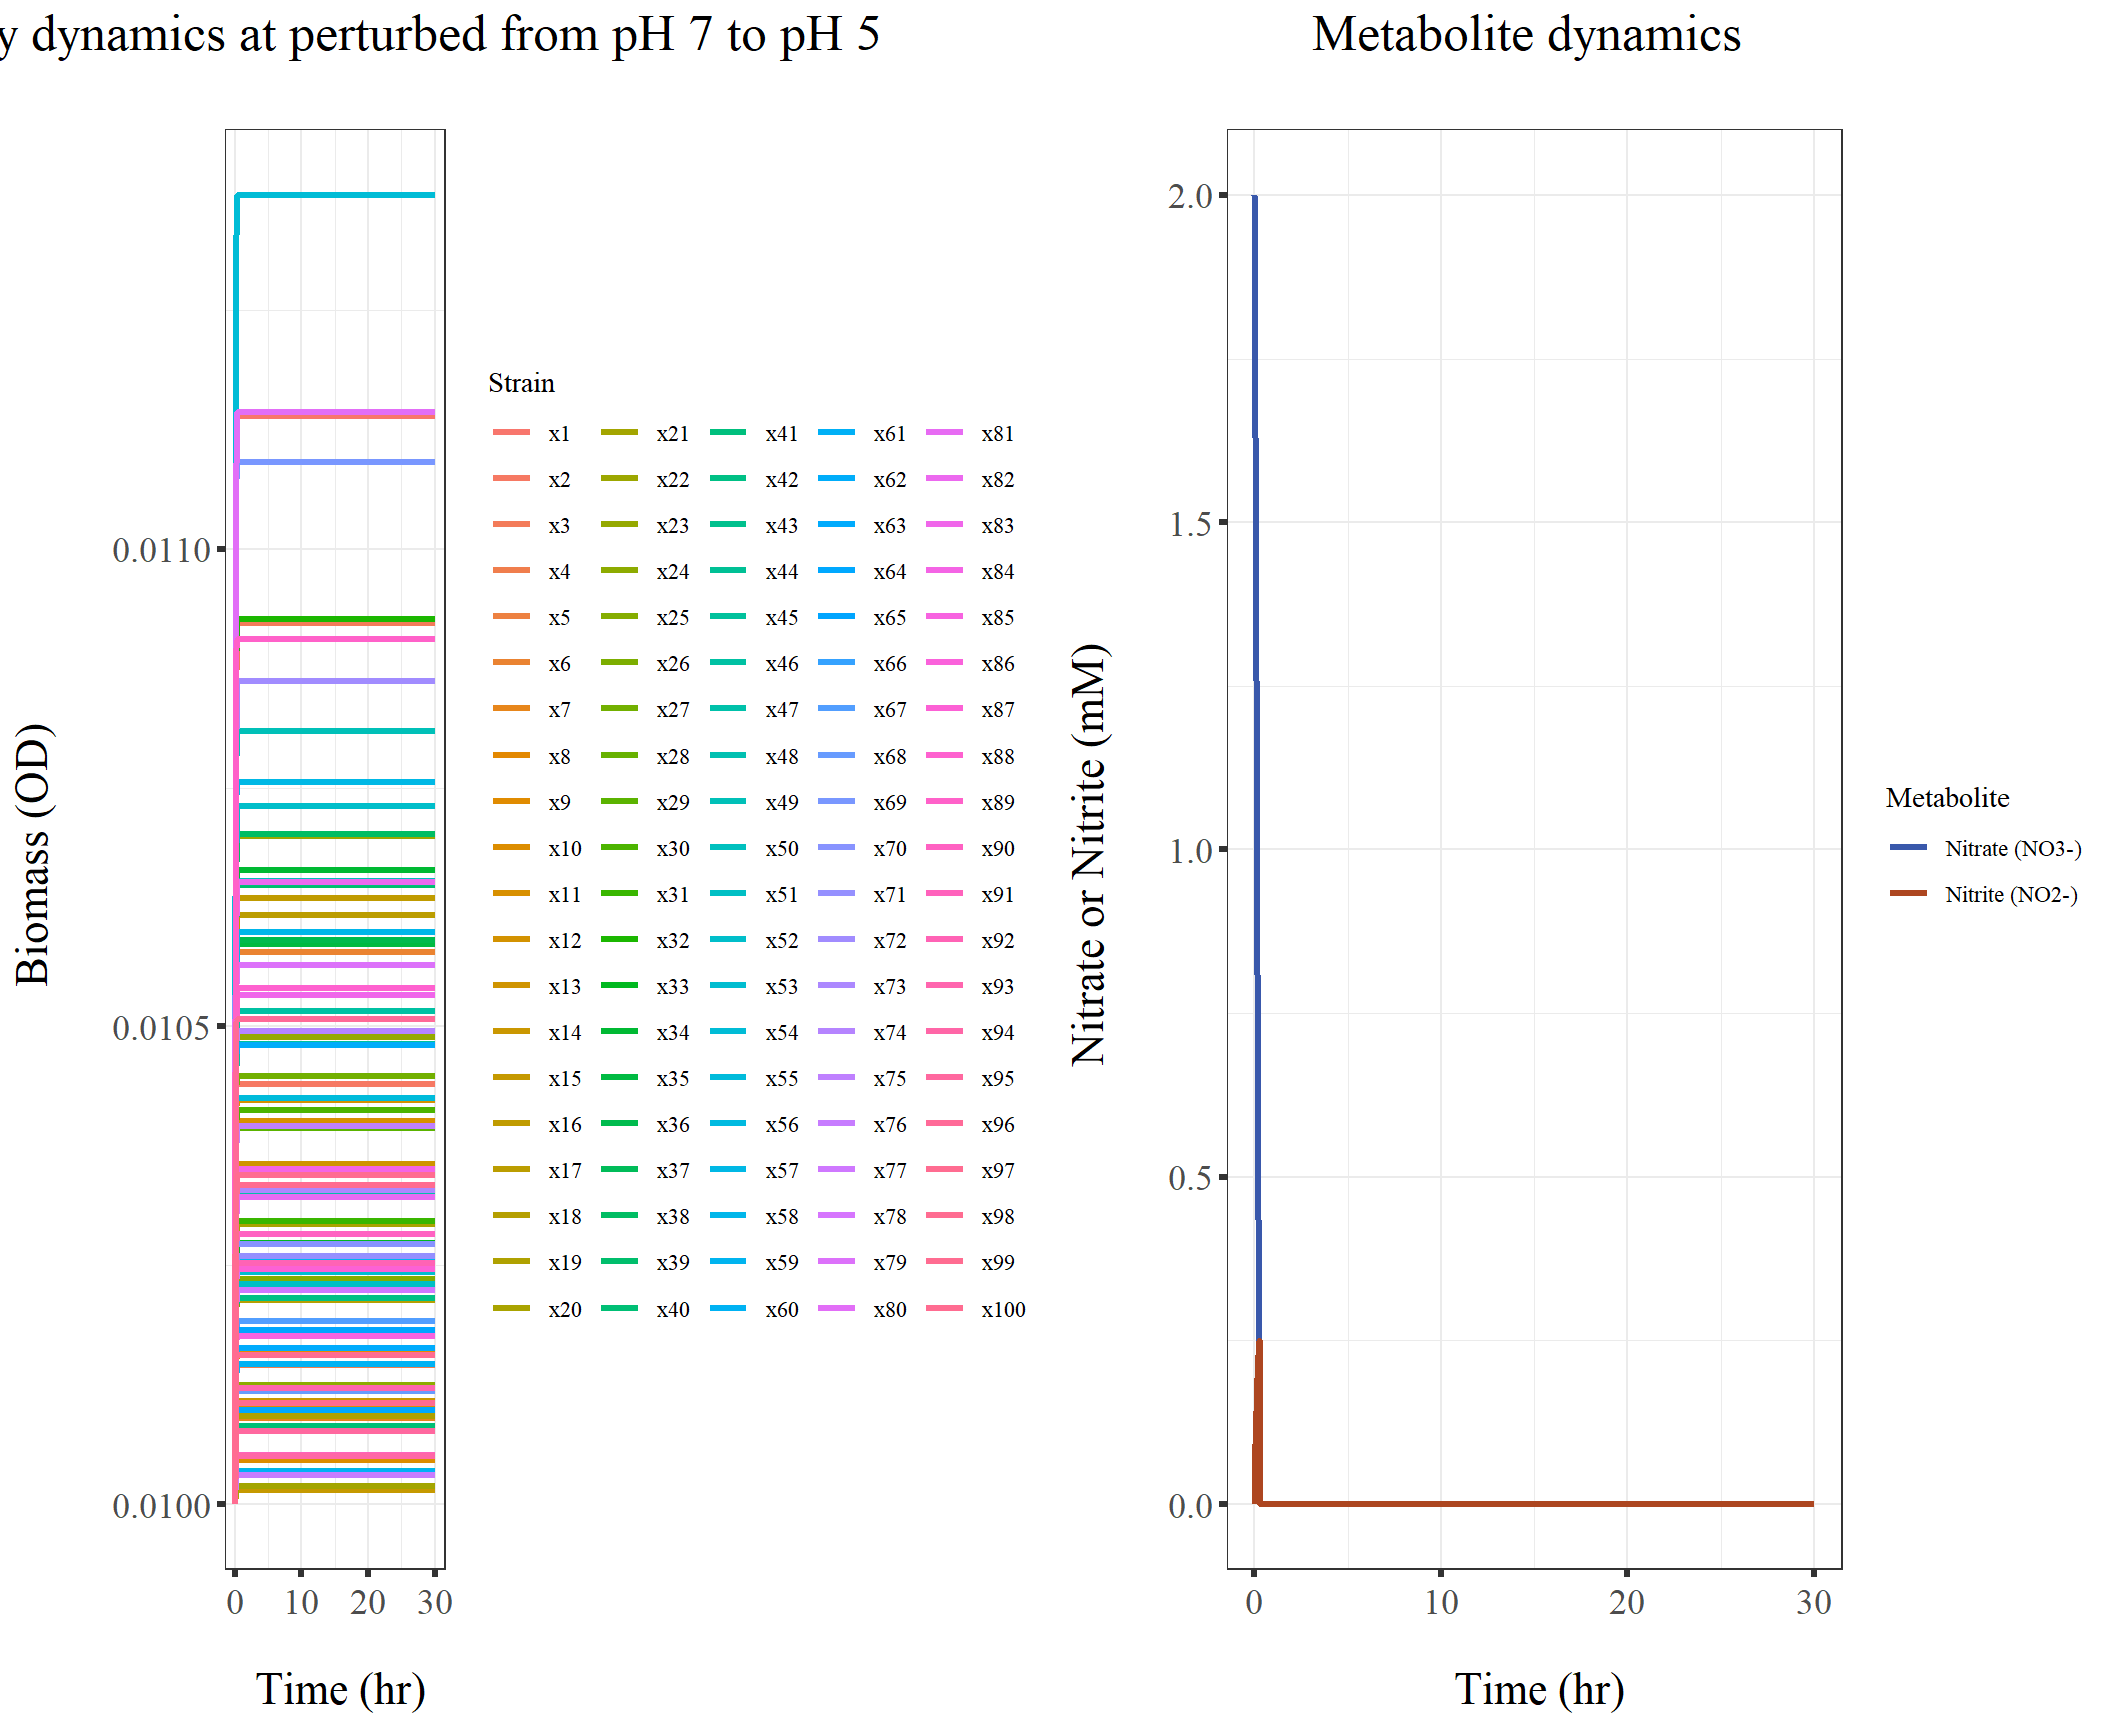 y dynamics at perturbed from pH 7 to pH 5
Biomass (OD)
0.0110
0.0105
0.0100
0 10 20 30
Time (hr)
Strain
x1 x21 x41 x61 x81
x2 x22 x42 x62 x82
x3 x23 x43 x63 x83
x4 x24 x44 x64 x84
x5 x25 x45 x65 x85
x6 x26 x46 x66 x86
x7 x27 x47 x67 x87
x8 x28 x48 x68 x88
x9 x29 x49 x69 x89
x10 x30 x50 x70 x90
x11 x31 x51 x71 x91
x12 x32 x52 x72 x92
x13 x33 x53 x73 x93
x14 x34 x54 x74 x94
x15 x35 x55 x75 x95
x16 x36 x56 x76 x96
x17 x37 x57 x77 x97
x18 x38 x58 x78 x98
x19 x39 x59 x79 x99
x20 x40 x60 x80 x100
Metabolite dynamics
Nitrate or Nitrite (mM)
2.0
1.5
1.0
0.5
0.0
0 10 20 30
Time (hr)
Metabolite
Nitrate (NO3-)
Nitrite (NO2-)